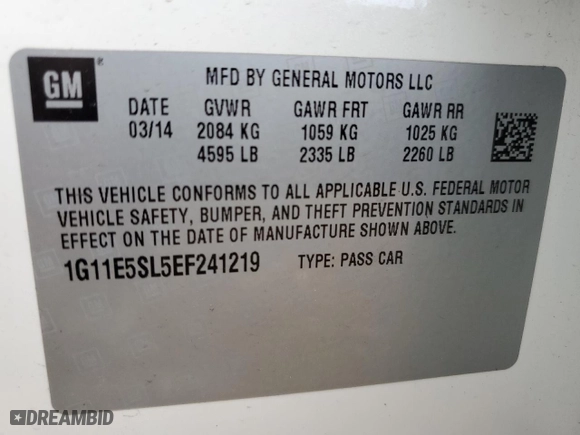 GM
MFD BY GENERAL MOTORS LLC
DATE GVWR GAWR FRT GAWR RR
03/14 2084 KG 1059 KG 1025 KG
4595 LB 2335 LB 2260 LB
THIS VEHICLE CONFORMS TO ALL APPLICABLE U.S. FEDERAL MOTOR
VEHICLE SAFETY, BUMPER, AND THEFT PREVENTION STANDARDS IN
EFFECT ON THE DATE OF MANUFACTURE SHOWN ABOVE.
1G11E5SL5EF241219 TYPE: PASS CAR
DREAMBID